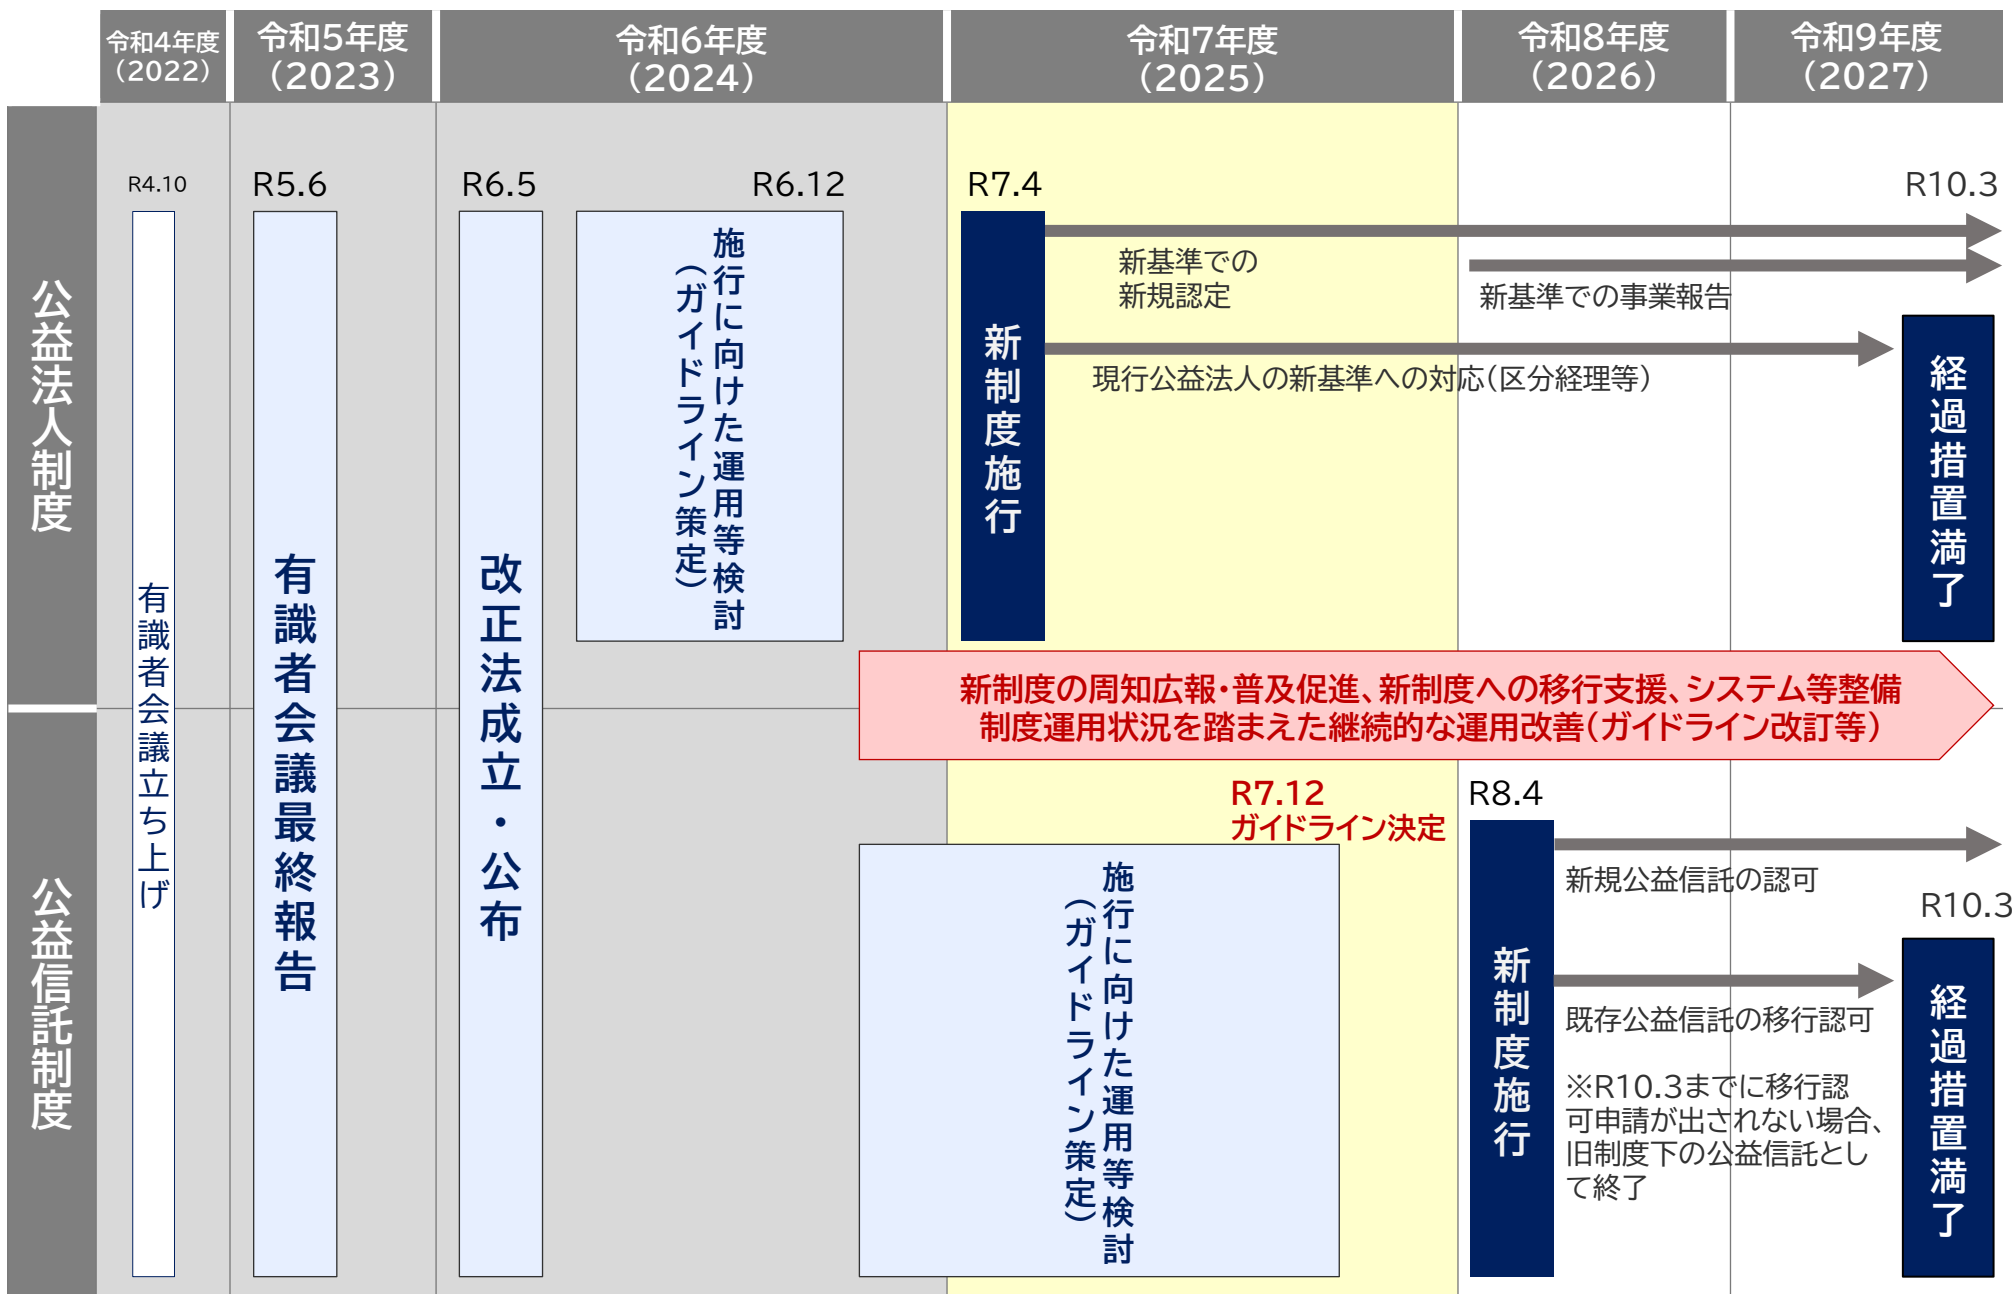 令和4年度
（2022）
令和5年度
（2023）
令和6年度
（2024）
令和7年度
（2025）
令和8年度
（2026）
令和9年度
（2027）
公益法人制度
公益信託制度
R4.10
有識者会議立ち上げ
R5.6
有識者会議最終報告
R6.5
改正法成立・公布
R6.12
施行に向けた運用等検討
（ガイドライン策定）
R7.4
新制度施行
新基準での
新規認定
新基準での事業報告
現行公益法人の新基準への対応（区分経理等）
R10.3
経過措置満了
新制度の周知広報・普及促進、新制度への移行支援、システム等整備
制度運用状況を踏まえた継続的な運用改善（ガイドライン改訂等）
R7.12
ガイドライン決定
施行に向けた運用等検討
（ガイドライン策定）
R8.4
新制度施行
新規公益信託の認可
既存公益信託の移行認可
※R10.3までに移行認
可申請が出されない場合、
旧制度下の公益信託とし
て終了
R10.3
経過措置満了